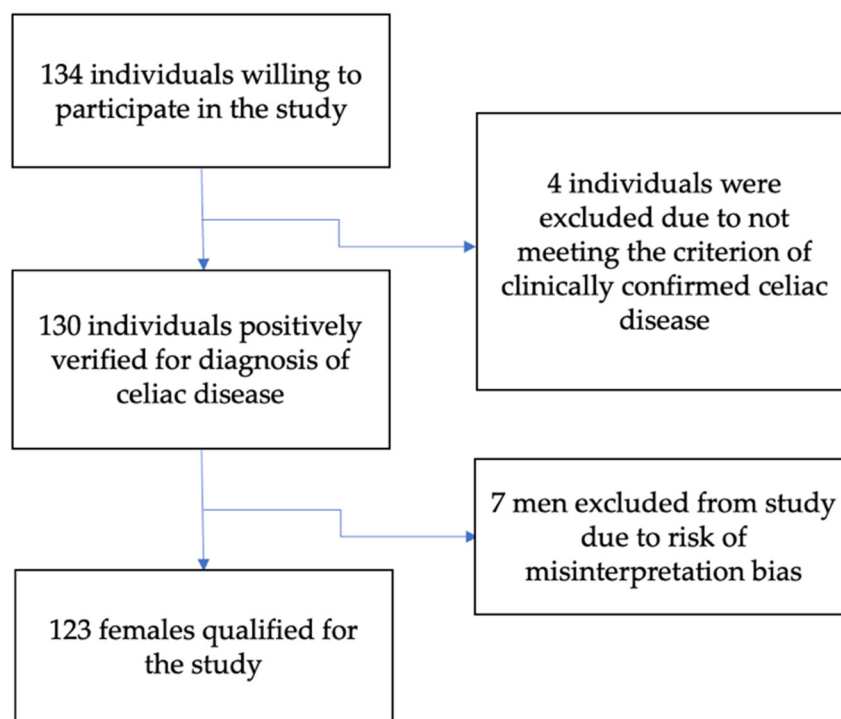 134 individuals willing to
participate in the study
4 individuals were
excluded due to not
meeting the criterion of
clinically confirmed celiac
disease
130 individuals positively
verified for diagnosis of
celiac disease
7 men excluded from study
due to risk of
misinterpretation bias
123 females qualified for
the study